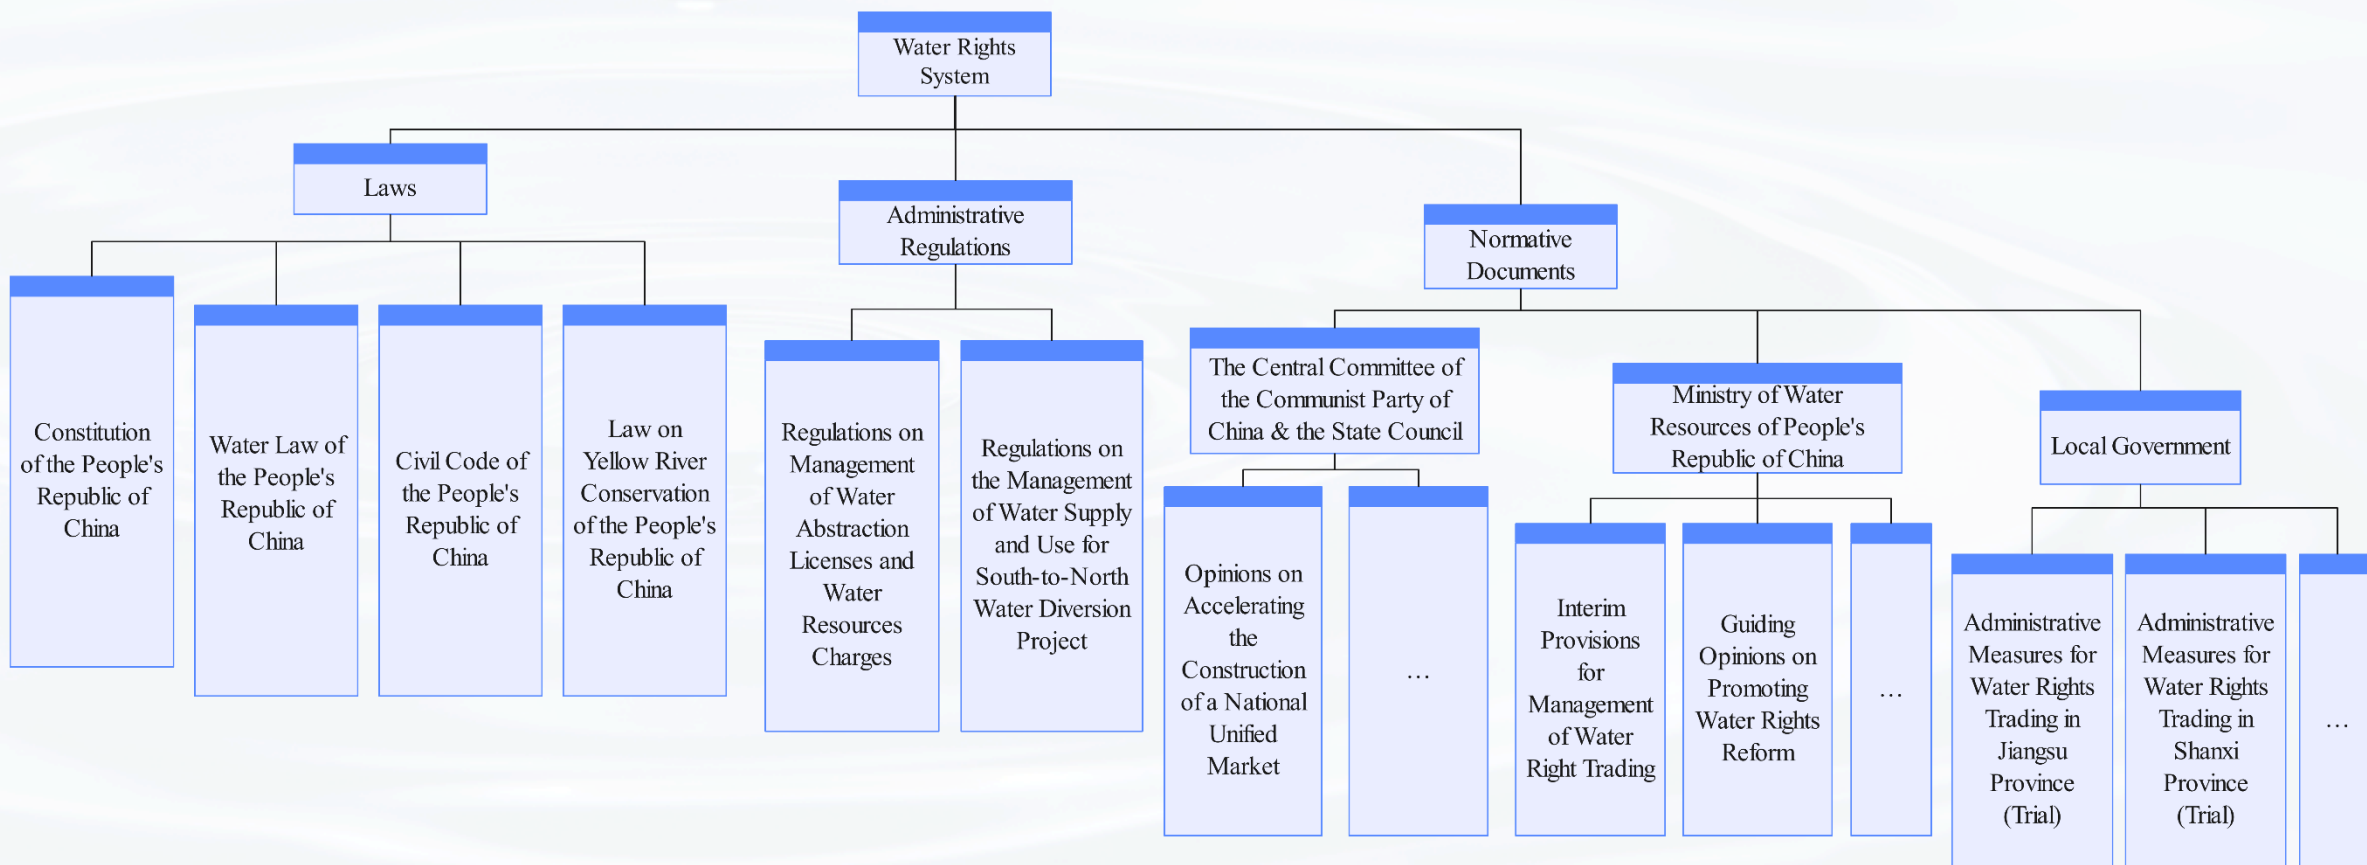 Water Rights
System
Laws
Administrative
Regulations
Normative
Documents
Constitution
of the People's
Republic of
China
Water Law of
the People's
Republic of
China
Civil Code of
the People's
Republic of
China
Law on
Yellow River
Conservation
of the People's
Republic of
China
Regulations on
Management
of Water
Abstraction
Licenses and
Water
Resources
Charges
Regulations on
the Management
of Water Supply
and Use for
South-to-North
Water Diversion
Project
The Central Committee of
the Communist Party of
China & the State Council
Ministry of Water
Resources of People's
Republic of China
Local Government
Opinions on
Accelerating
the
Construction
of a National
Unified
Market
…
Interim
Provisions
for
Management
of Water
Right Trading
Guiding
Opinions on
Promoting
Water Rights
Reform
…
Administrative
Measures for
Water Rights
Trading in
Jiangsu
Province
(Trial)
Administrative
Measures for
Water Rights
Trading in
Shanxi
Province
(Trial)
…